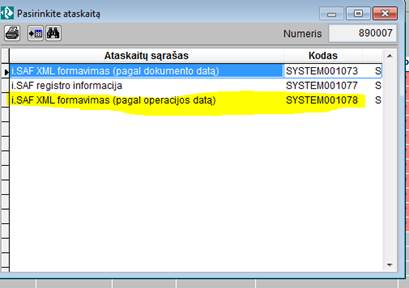 Pasirinkite ataskaitą
Numeris 890007
Ataskaitų sąrašas Kodas
i.SAF XML formavimas (pagal dokumento datą) SYSTEM001073 S
i.SAF registro informacija SYSTEM001077 S
i.SAF XML formavimas (pagal operacijos datą) SYSTEM001078 S